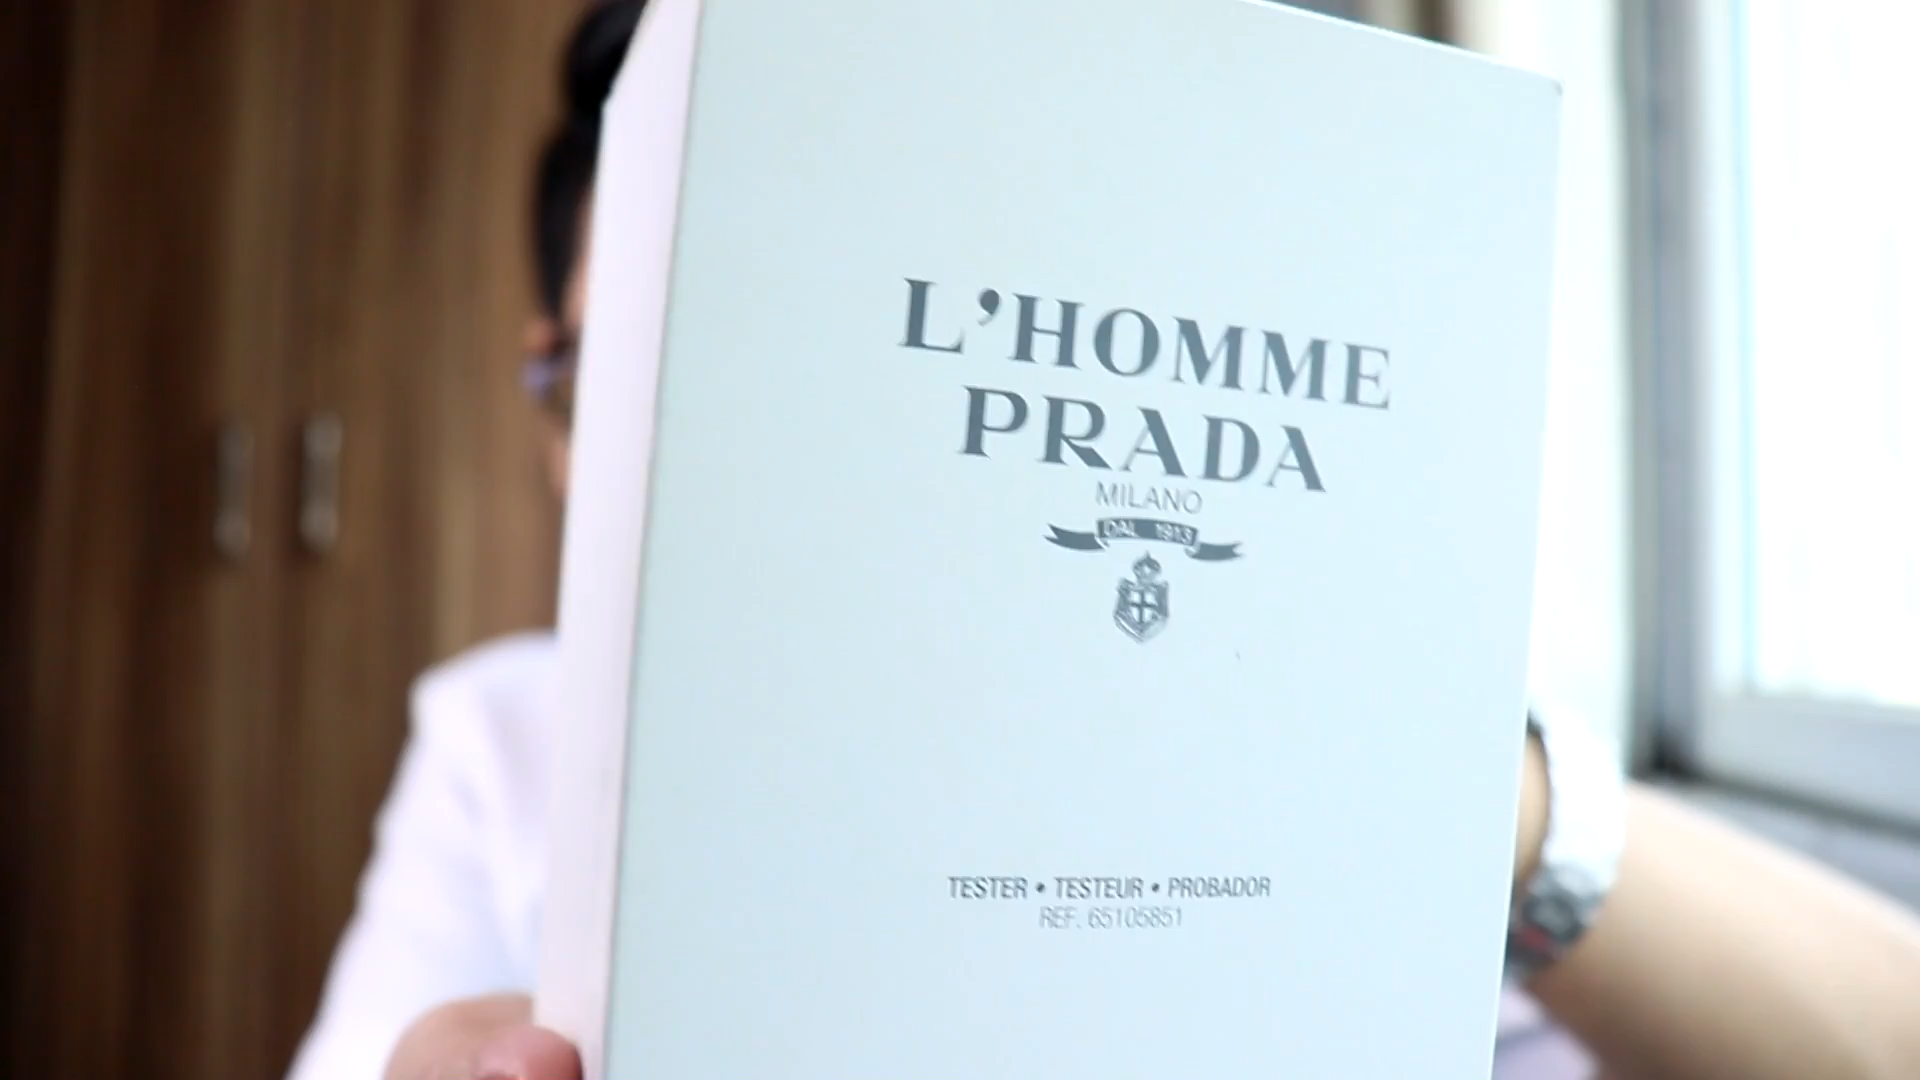 L’HOMME
PRADA
MILANO
DAL 1913
TESTER • TESTEUR • PROBADOR
REF. 65105851